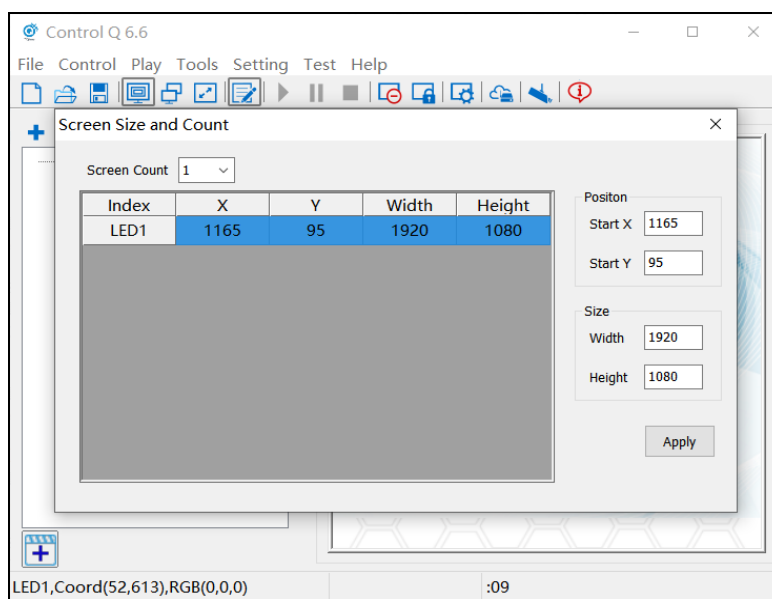 Control Q 6.6
File Control Play Tools Setting Test Help
Screen Size and Count
Screen Count 1
Index X Y Width Height
LED1 1165 95 1920 1080
Positon
Start X 1165
Start Y 95
Size
Width 1920
Height 1080
Apply
LED1,Coord(52,613),RGB(0,0,0) :09